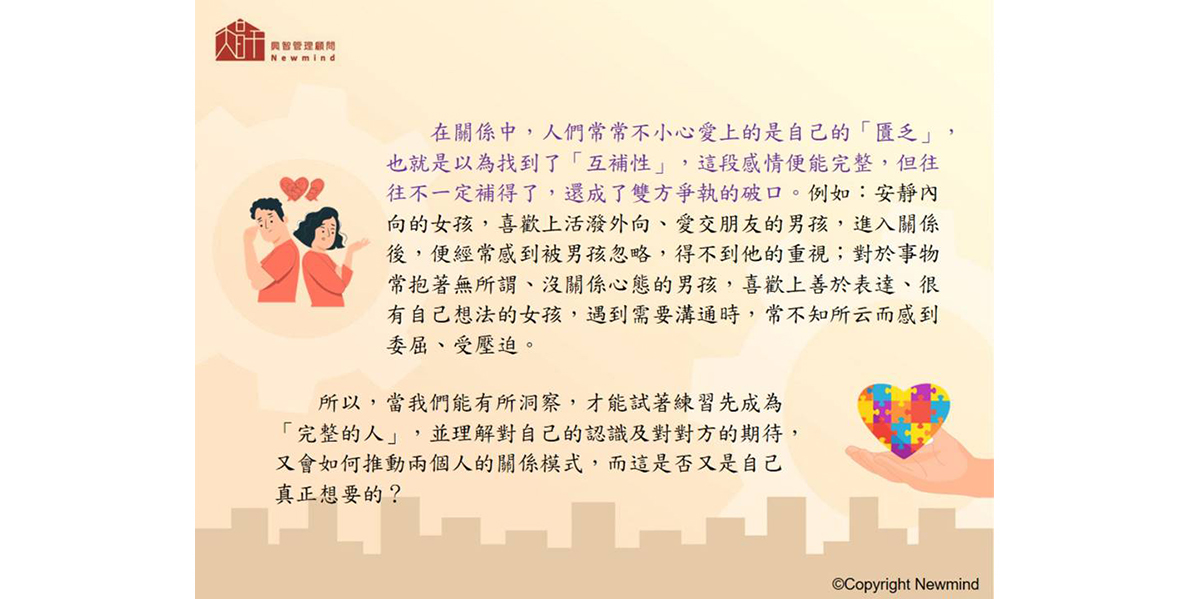 興智管理顧問
Newmind
在關係中，人們常常不小心愛上的是自己的「匱乏」，
也就是以為找到了「互補性」，這段感情便能完整，但往
往不一定補得了，還成了雙方爭執的破口。例如：安靜內
向的女孩，喜歡上活潑外向、愛交朋友的男孩，進入關係
後，便經常感到被男孩忽略，得不到他的重視；對於事物
常抱著無所謂、沒關係心態的男孩，喜歡上善於表達、很
有自己想法的女孩，遇到需要溝通時，常不知所云而感到
委屈、受壓迫。
所以，當我們能有所洞察，才能試著練習先成為
「完整的人」，並理解對自己的認識及對對方的期待，
又會如何推動兩個人的關係模式，而這是否又是自己
真正想要的？
©Copyright Newmind